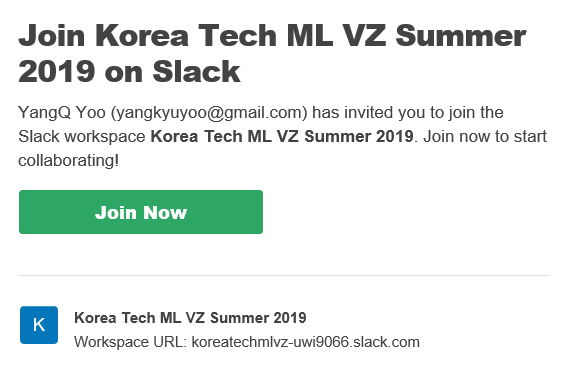 Join Korea Tech ML VZ Summer
2019 on Slack
YangQ Yoo (yangkyuyoo@gmail.com) has invited you to join the
Slack workspace Korea Tech ML VZ Summer 2019. Join now to start
collaborating!
Join Now
K
Korea Tech ML VZ Summer 2019
Workspace URL: koreatechmlvz-uwi9066.slack.com